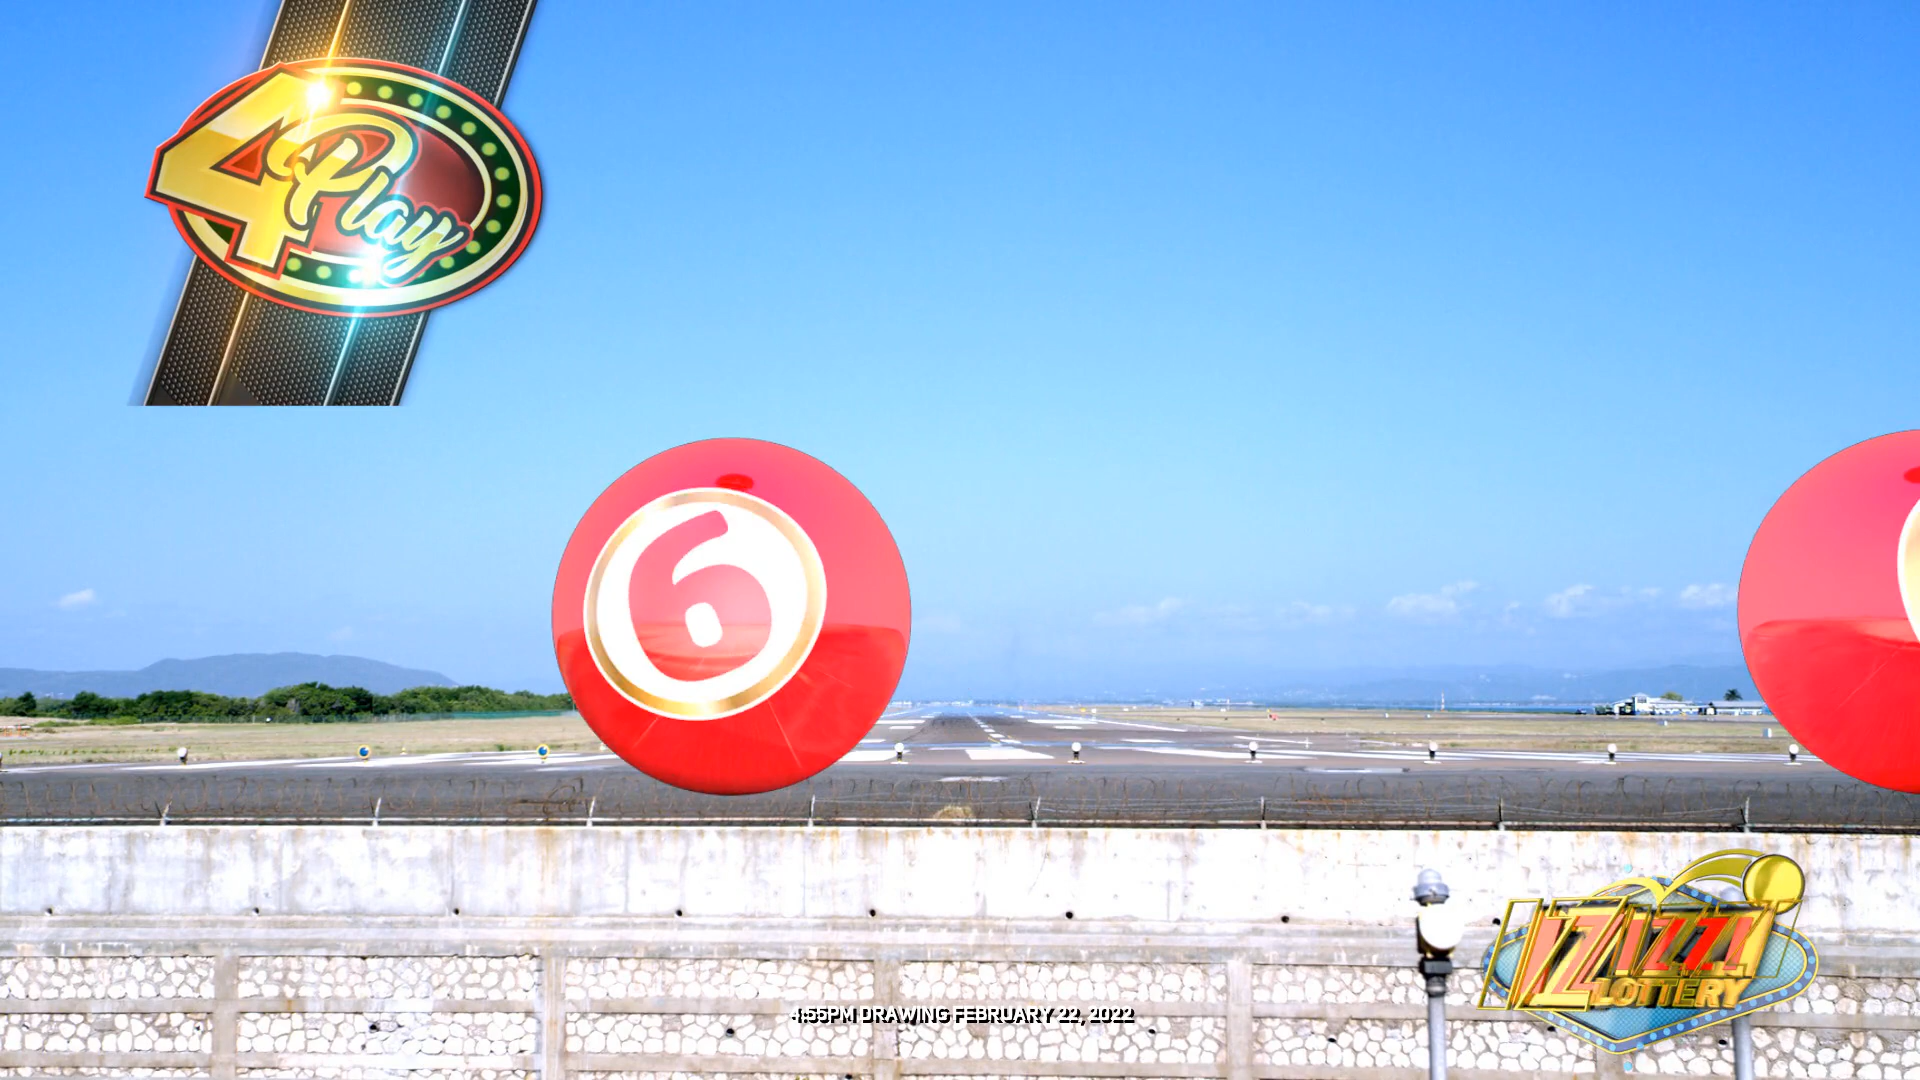 4Play
6
IZIZZI
LOTTERY
4:55PM DRAWING FEBRUARY 22, 2022